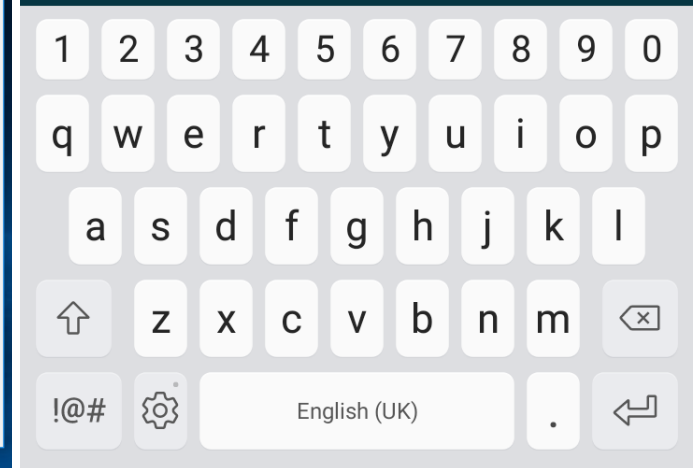 1 2 3 4 5 6 7 8 9 0
q w e r t y u i o p
a s d f g h j k l
z x c v b n m
!@# English (UK) .